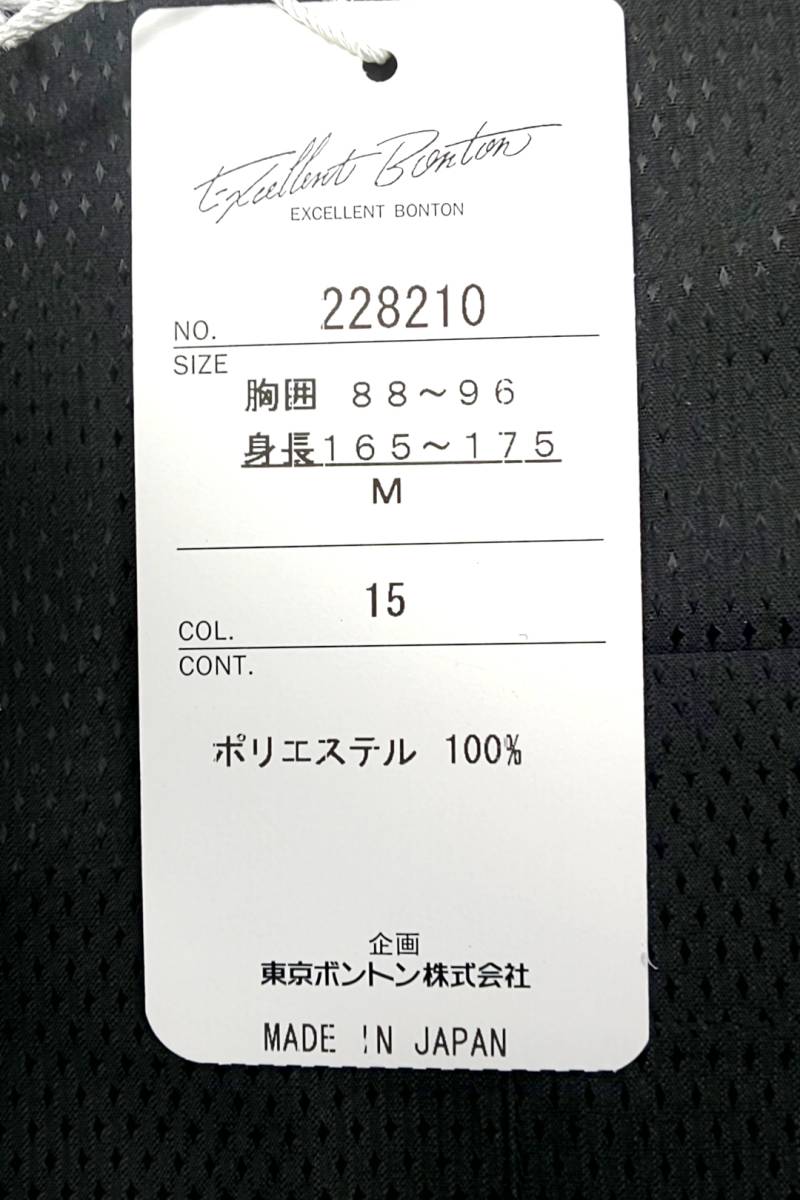 Excellent Bonton
EXCELLENT BONTON
NO. 228210
SIZE
胸囲 88～96
身長165～175
M
COL. 15
CONT.
ポリエステル 100%
企画
東京ボントン株式会社
MADE IN JAPAN